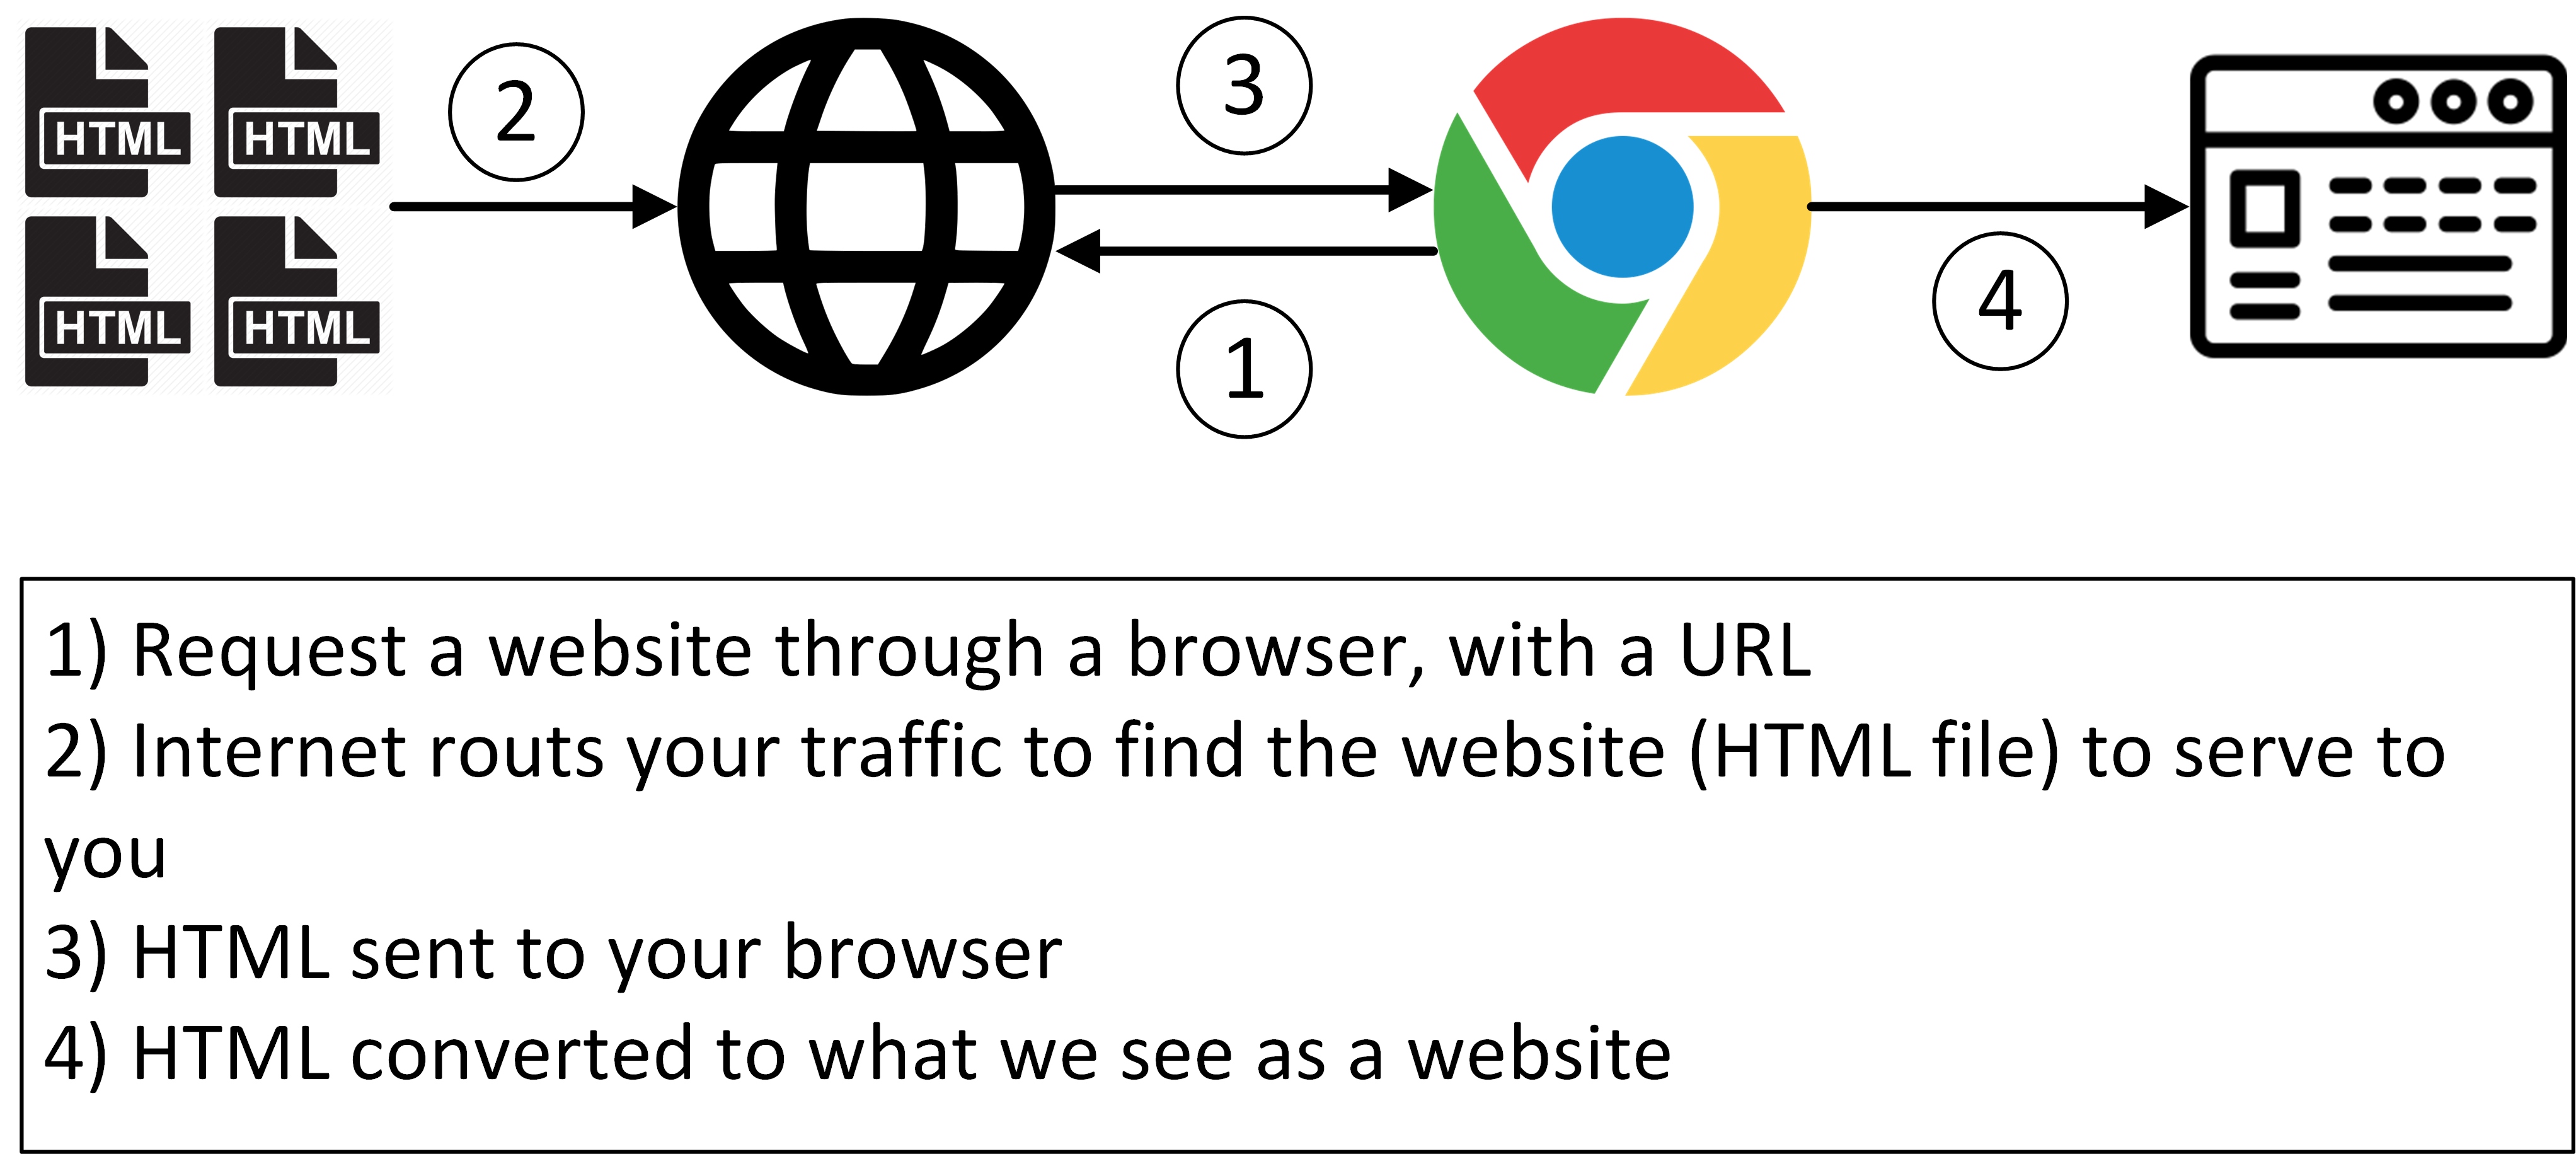 HTML HTML
HTML HTML
2
3
1
4
1) Request a website through a browser, with a URL
2) Internet routs your traffic to find the website (HTML file) to serve to
you
3) HTML sent to your browser
4) HTML converted to what we see as a website